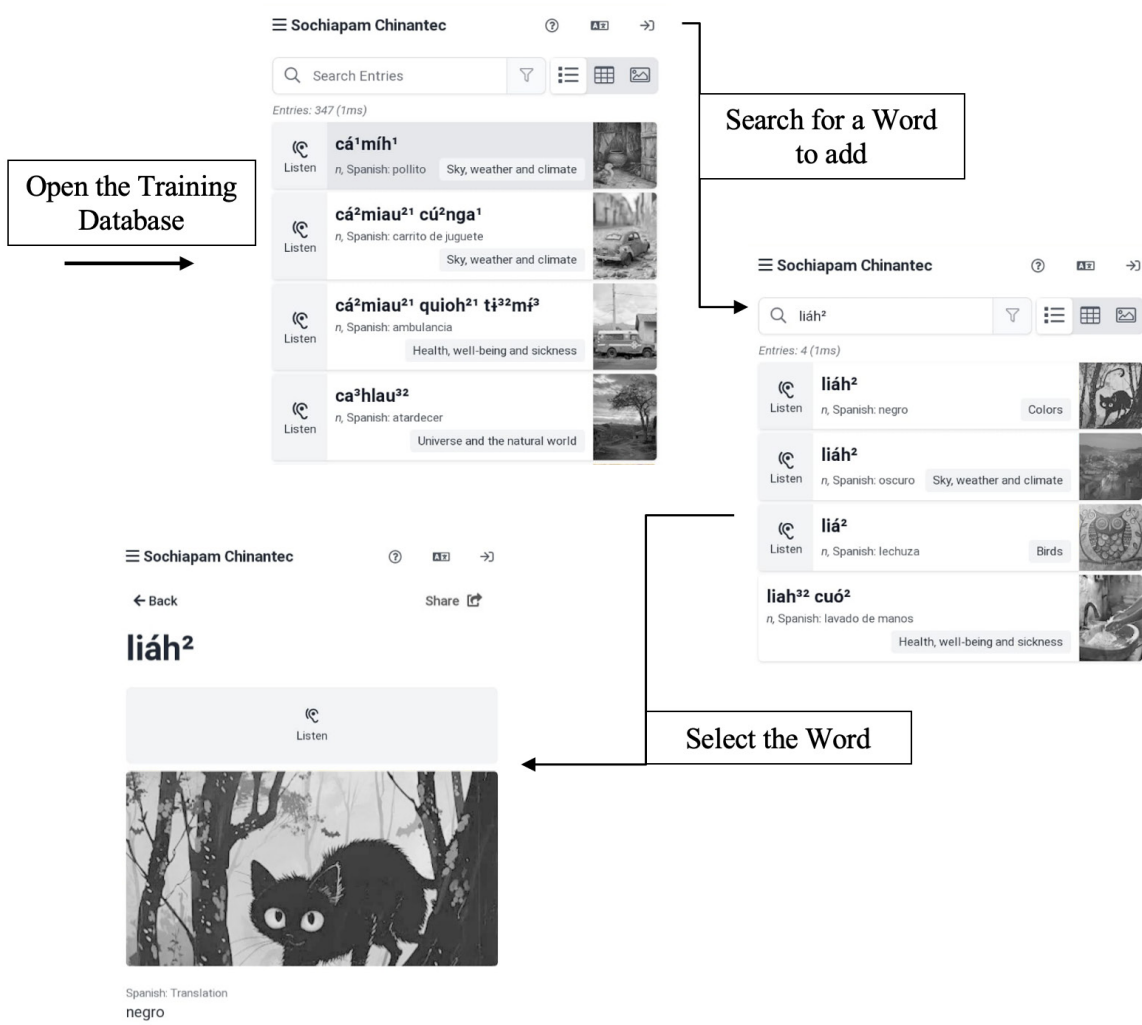 Open the Training
Database
Sochiapam Chinantec
Search Entries
Entries: 347 (1ms)
Listen
cá¹míh¹
n, Spanish: pollito
Sky, weather and climate
Listen
cá²miau²¹ cú²nga¹
n, Spanish: carrito de juguete
Sky, weather and climate
Listen
cá²miau²¹ quioh²¹ tɨ³²mɨ́³
n, Spanish: ambulancia
Health, well-being and sickness
Listen
ca³hlau³²
n, Spanish: atardecer
Universe and the natural world
Search for a Word
to add
Sochiapam Chinantec
liáh²
Entries: 4 (1ms)
Listen
liáh²
n, Spanish: negro
Colors
Listen
liáh²
n, Spanish: oscuro
Sky, weather and climate
Listen
liá²
n, Spanish: lechuza
Birds
liah³² cuó²
n, Spanish: lavado de manos
Health, well-being and sickness
Select the Word
Sochiapam Chinantec
Back
Share
liáh²
Listen
Spanish: Translation
negro